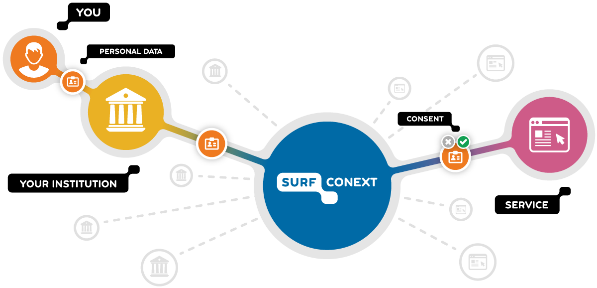 YOU
PERSONAL DATA
CONSENT
YOUR INSTITUTION
SURF CONEXT
SERVICE